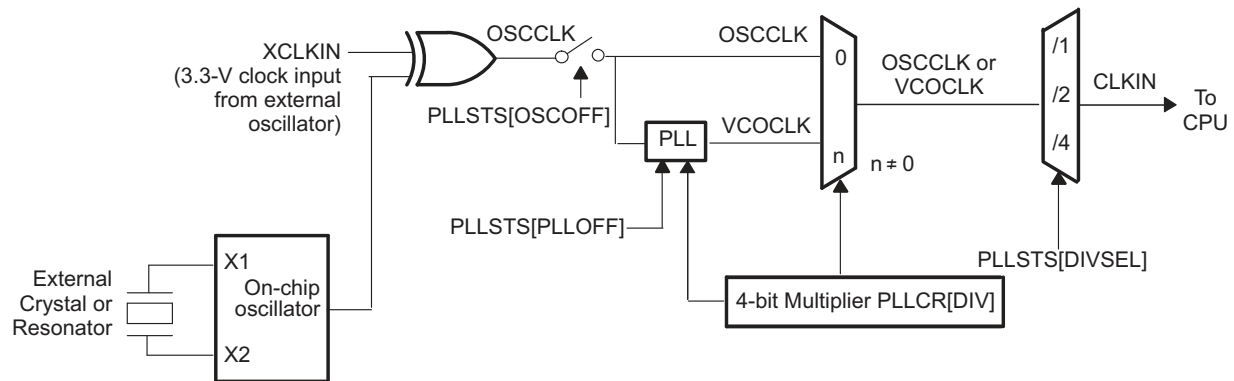 XCLKIN
(3.3-V clock input
from external
oscillator)
OSCCLK
PLLSTS[OSCOFF]
OSCCLK
0
PLL
VCOCLK
n
n ≠ 0
OSCCLK or
VCOCLK
/1
/2
/4
CLKIN
To
CPU
PLLSTS[PLLOFF]
PLLSTS[DIVSEL]
4-bit Multiplier PLLCR[DIV]
External
Crystal or
Resonator
X1
On-chip
oscillator
X2